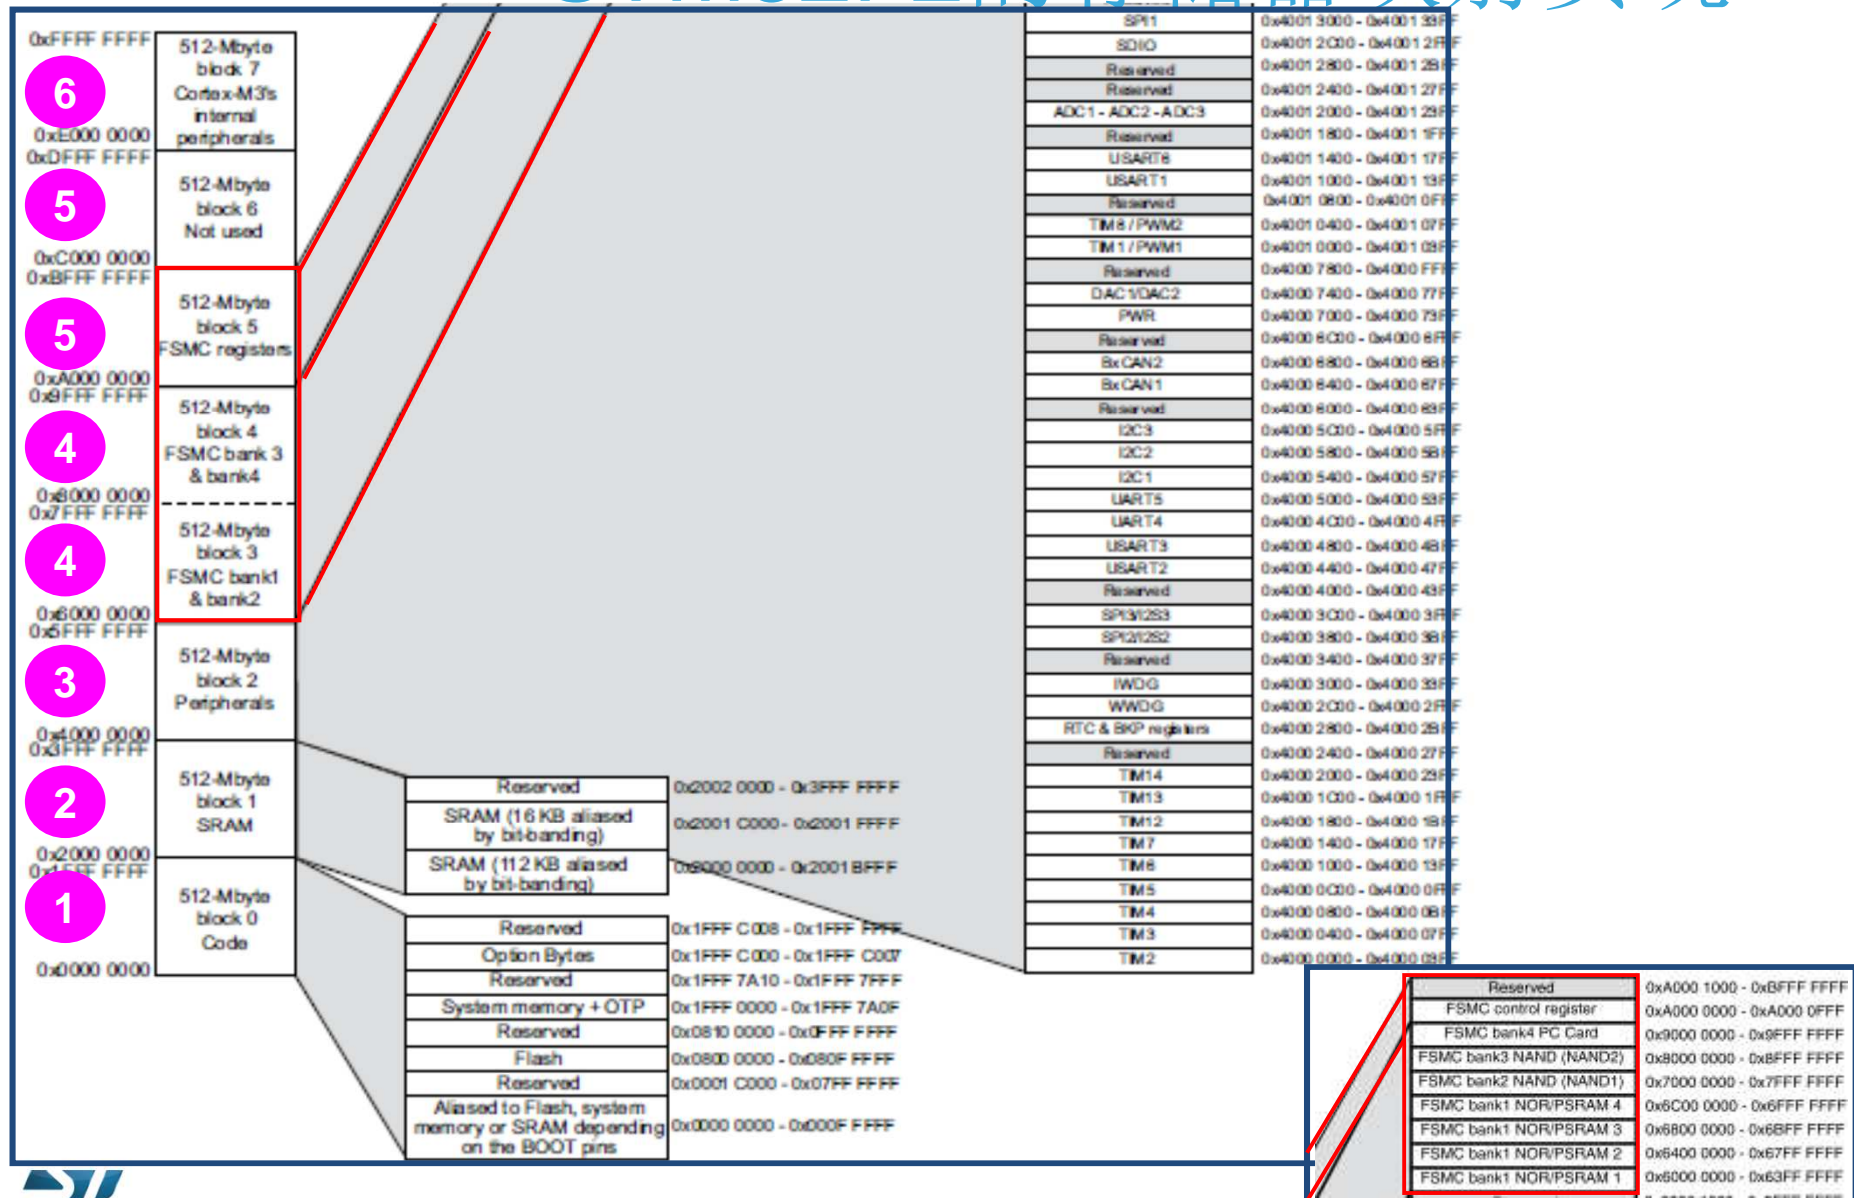 0xFFFF FFFF
512-Mbyte
block 7
Cortex-M3's
internal
peripherals
6
0xE000 0000
0xDFFF FFFF
512-Mbyte
block 6
Not used
5
0xC000 0000
0xBFFF FFFF
512-Mbyte
block 5
FSMC registers
5
0xA000 0000
0x9FFF FFFF
512-Mbyte
block 4
FSMC bank 3
& bank4
4
0x8000 0000
0x7FFF FFFF
512-Mbyte
block 3
FSMC bank1
& bank2
4
0x6000 0000
0x5FFF FFFF
512-Mbyte
block 2
Peripherals
3
0x4000 0000
0x3FFF FFFF
512-Mbyte
block 1
SRAM
2
0x2000 0000
0x1FFF FFFF
512-Mbyte
block 0
Code
1
0x0000 0000
Reserved 0x2002 0000 - 0x3FFF FFFF
SRAM (16 KB aliased
by bit-banding) 0x2001 C000 - 0x2001 FFFF
SRAM (112 KB aliased
by bit-banding) 0x2000 0000 - 0x2001 BFFF
Reserved 0x1FFF C008 - 0x1FFF FFFF
Option Bytes 0x1FFF C000 - 0x1FFF C007
Reserved 0x1FFF 7A10 - 0x1FFF 7FFF
System memory + OTP 0x1FFF 0000 - 0x1FFF 7A0F
Reserved 0x0810 0000 - 0x0FFF FFFF
Flash 0x0800 0000 - 0x080F FFFF
Reserved 0x0001 C000 - 0x07FF FFFF
Aliased to Flash, system
memory or SRAM depending
on the BOOT pins 0x0000 0000 - 0x000F FFFF
SPI1 0x4001 3000 - 0x4001 33FF
SDIO 0x4001 2C00 - 0x4001 2FFF
Reserved 0x4001 2800 - 0x4001 2BFF
Reserved 0x4001 2400 - 0x4001 27FF
ADC1 - ADC2 - ADC3 0x4001 2000 - 0x4001 23FF
Reserved 0x4001 1800 - 0x4001 1FFF
USART6 0x4001 1400 - 0x4001 17FF
USART1 0x4001 1000 - 0x4001 13FF
Reserved 0x4001 0800 - 0x4001 0FFF
TIM8 / PWM2 0x4001 0400 - 0x4001 07FF
TIM1 / PWM1 0x4001 0000 - 0x4001 03FF
Reserved 0x4000 7800 - 0x4000 FFFF
DAC1/DAC2 0x4000 7400 - 0x4000 77FF
PWR 0x4000 7000 - 0x4000 73FF
Reserved 0x4000 6C00 - 0x4000 6FFF
BxCAN2 0x4000 6800 - 0x4000 6BFF
BxCAN1 0x4000 6400 - 0x4000 67FF
Reserved 0x4000 6000 - 0x4000 63FF
I2C3 0x4000 5C00 - 0x4000 5FFF
I2C2 0x4000 5800 - 0x4000 5BFF
I2C1 0x4000 5400 - 0x4000 57FF
UART5 0x4000 5000 - 0x4000 53FF
UART4 0x4000 4C00 - 0x4000 4FFF
USART3 0x4000 4800 - 0x4000 4BFF
USART2 0x4000 4400 - 0x4000 47FF
Reserved 0x4000 4000 - 0x4000 43FF
SPI3/I2S3 0x4000 3C00 - 0x4000 3FFF
SPI2/I2S2 0x4000 3800 - 0x4000 3BFF
Reserved 0x4000 3400 - 0x4000 37FF
IWDG 0x4000 3000 - 0x4000 33FF
WWDG 0x4000 2C00 - 0x4000 2FFF
RTC & BKP registers 0x4000 2800 - 0x4000 2BFF
Reserved 0x4000 2400 - 0x4000 27FF
TIM14 0x4000 2000 - 0x4000 23FF
TIM13 0x4000 1C00 - 0x4000 1FFF
TIM12 0x4000 1800 - 0x4000 1BFF
TIM7 0x4000 1400 - 0x4000 17FF
TIM6 0x4000 1000 - 0x4000 13FF
TIM5 0x4000 0C00 - 0x4000 0FFF
TIM4 0x4000 0800 - 0x4000 0BFF
TIM3 0x4000 0400 - 0x4000 07FF
TIM2 0x4000 0000 - 0x4000 03FF
Reserved 0xA000 1000 - 0xBFFF FFFF
FSMC control register 0xA000 0000 - 0xA000 0FFF
FSMC bank4 PC Card 0x9000 0000 - 0x9FFF FFFF
FSMC bank3 NAND (NAND2) 0x8000 0000 - 0x8FFF FFFF
FSMC bank2 NAND (NAND1) 0x7000 0000 - 0x7FFF FFFF
FSMC bank1 NOR/PSRAM 4 0x6C00 0000 - 0x6FFF FFFF
FSMC bank1 NOR/PSRAM 3 0x6800 0000 - 0x6BFF FFFF
FSMC bank1 NOR/PSRAM 2 0x6400 0000 - 0x67FF FFFF
FSMC bank1 NOR/PSRAM 1 0x6000 0000 - 0x63FF FFFF